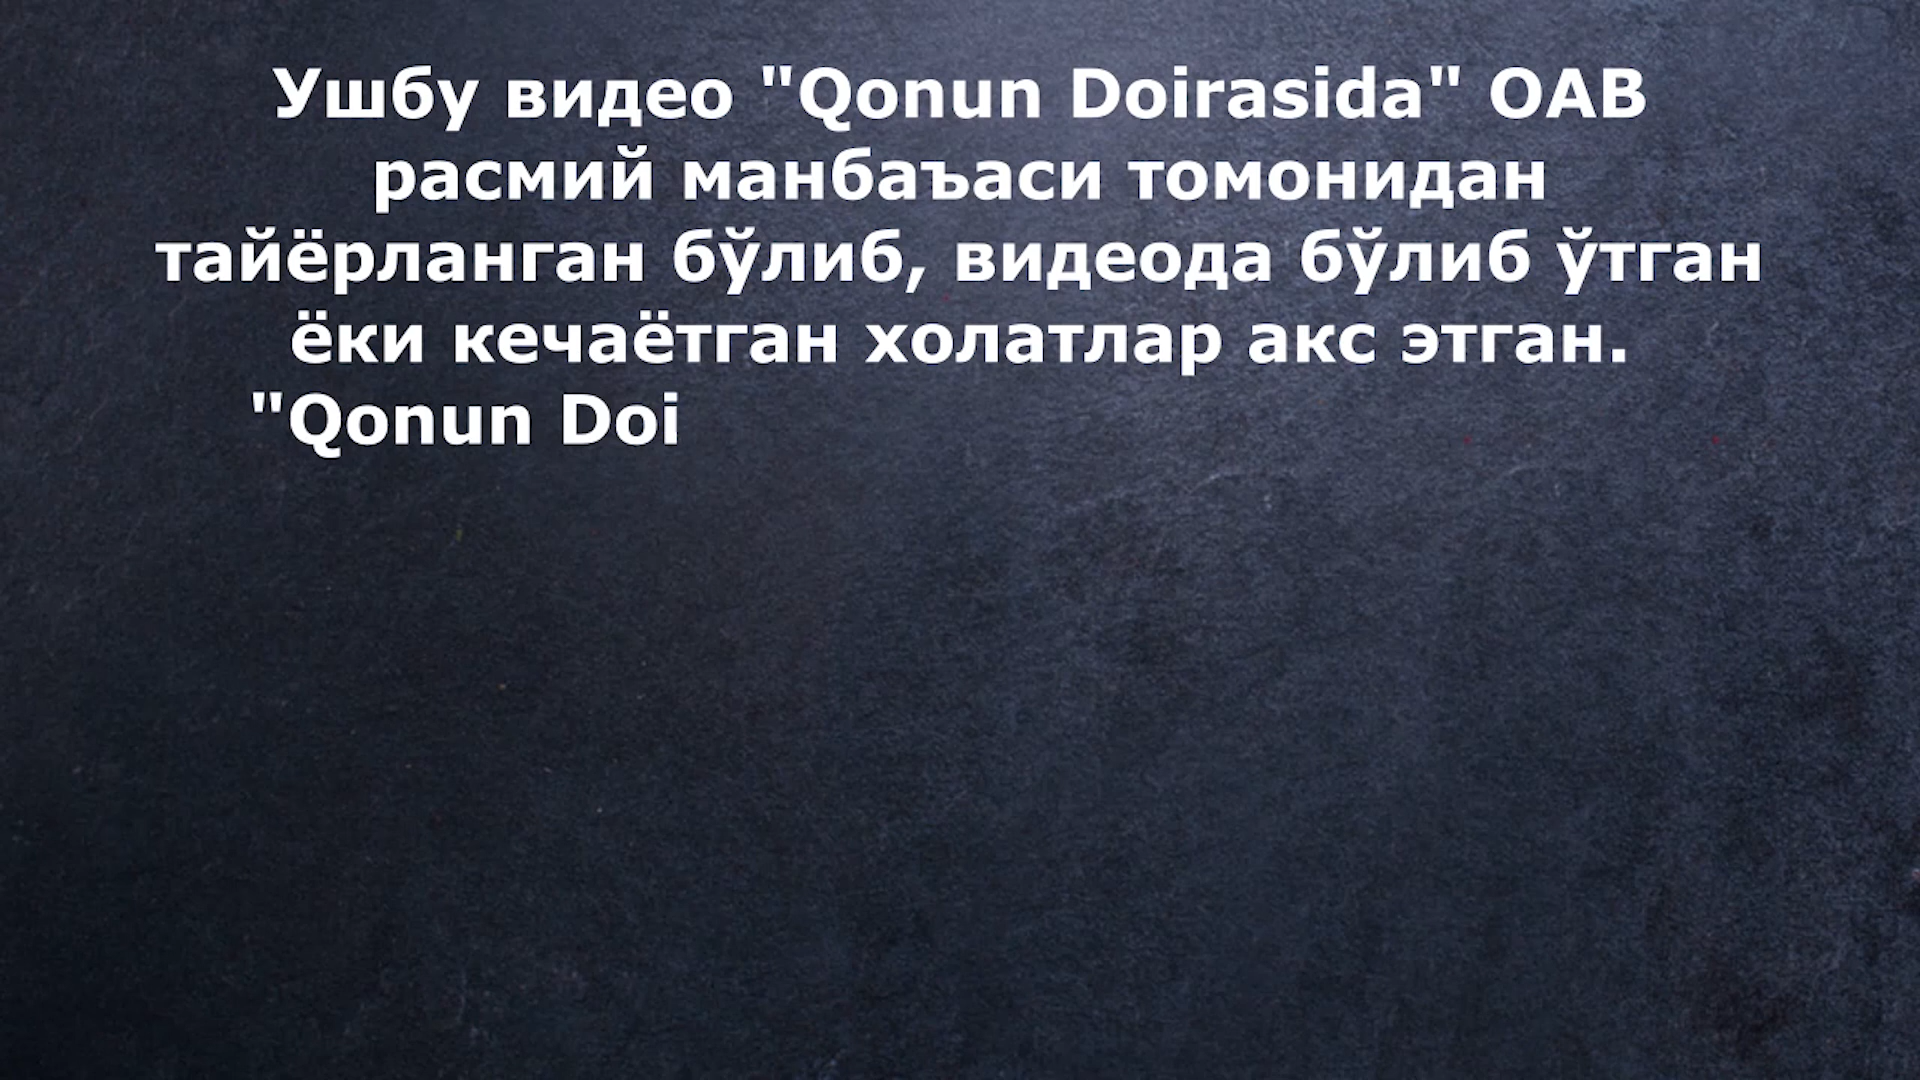 Ушбу видео "Qonun Doirasida" ОАВ
расмий манбаъаси томонидан
тайёрланган бўлиб, видеода бўлиб ўтган
ёки кечаётган холатлар акс этган.
"Qonun Doi